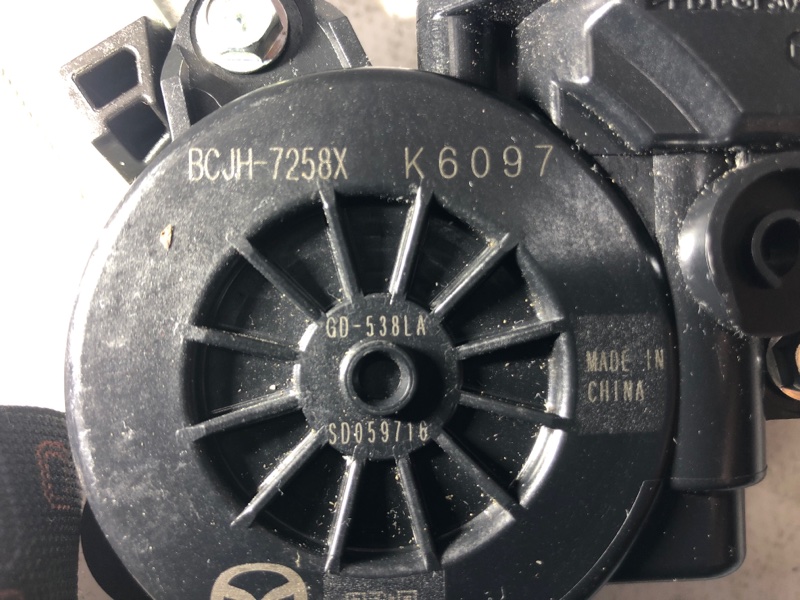 BCJH-7258X K6097
GD-538LA
MADE IN
CHINA
SD059716